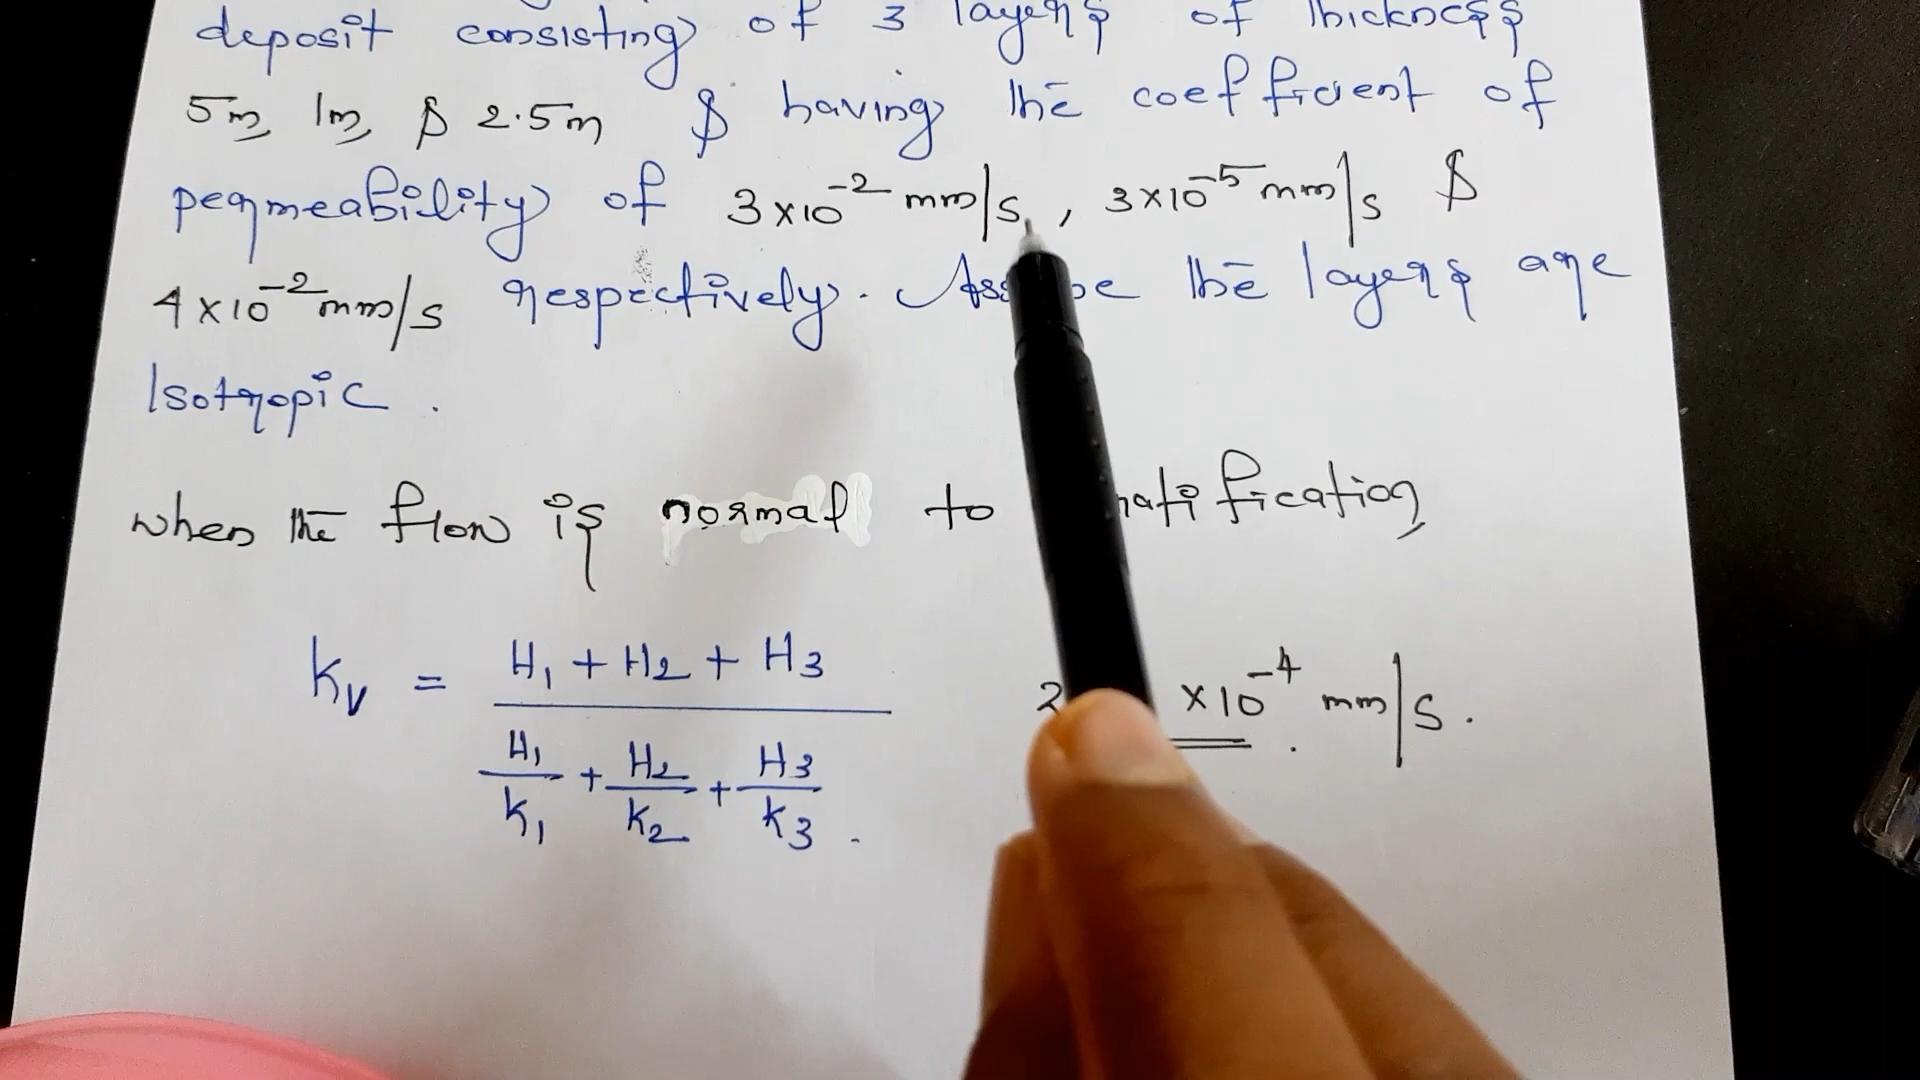 deposit consisting of 3 layers of thickness
5m, 1m, & 2.5m & having the coefficient of
permeability of 3×10⁻² mm/s, 3×10⁻⁵ mm/s &
4×10⁻² mm/s respectively. the layers are
Isotropic.
when the flow is normal to
Kv = H1 + H2 + H3 / H1/K1 + H2/K2 + H3/K3 . ×10⁻⁴ mm/s.